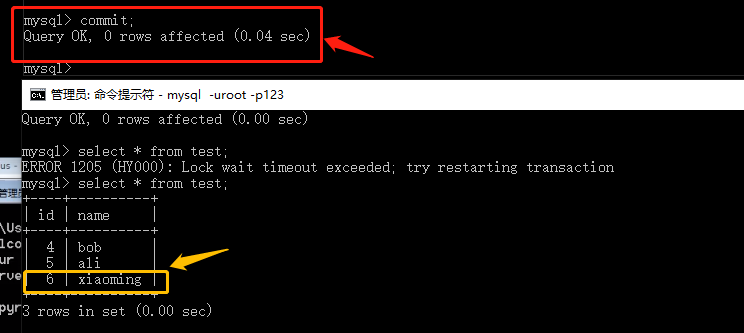 mysql> commit;
Query OK, 0 rows affected (0.04 sec)
mysql>
管理员: 命令提示符 - mysql  -uroot -p123
Query OK, 0 rows affected (0.00 sec)
mysql> select * from test;
ERROR 1205 (HY000): Lock wait timeout exceeded; try restarting transaction
mysql> select * from test;
+----+----------+
| id | name     |
+----+----------+
|  4 | bob      |
|  5 | ali      |
|  6 | xiaoming |
+----+----------+
3 rows in set (0.00 sec)
us -
管理
\Us
lco
ur
rve
pyr